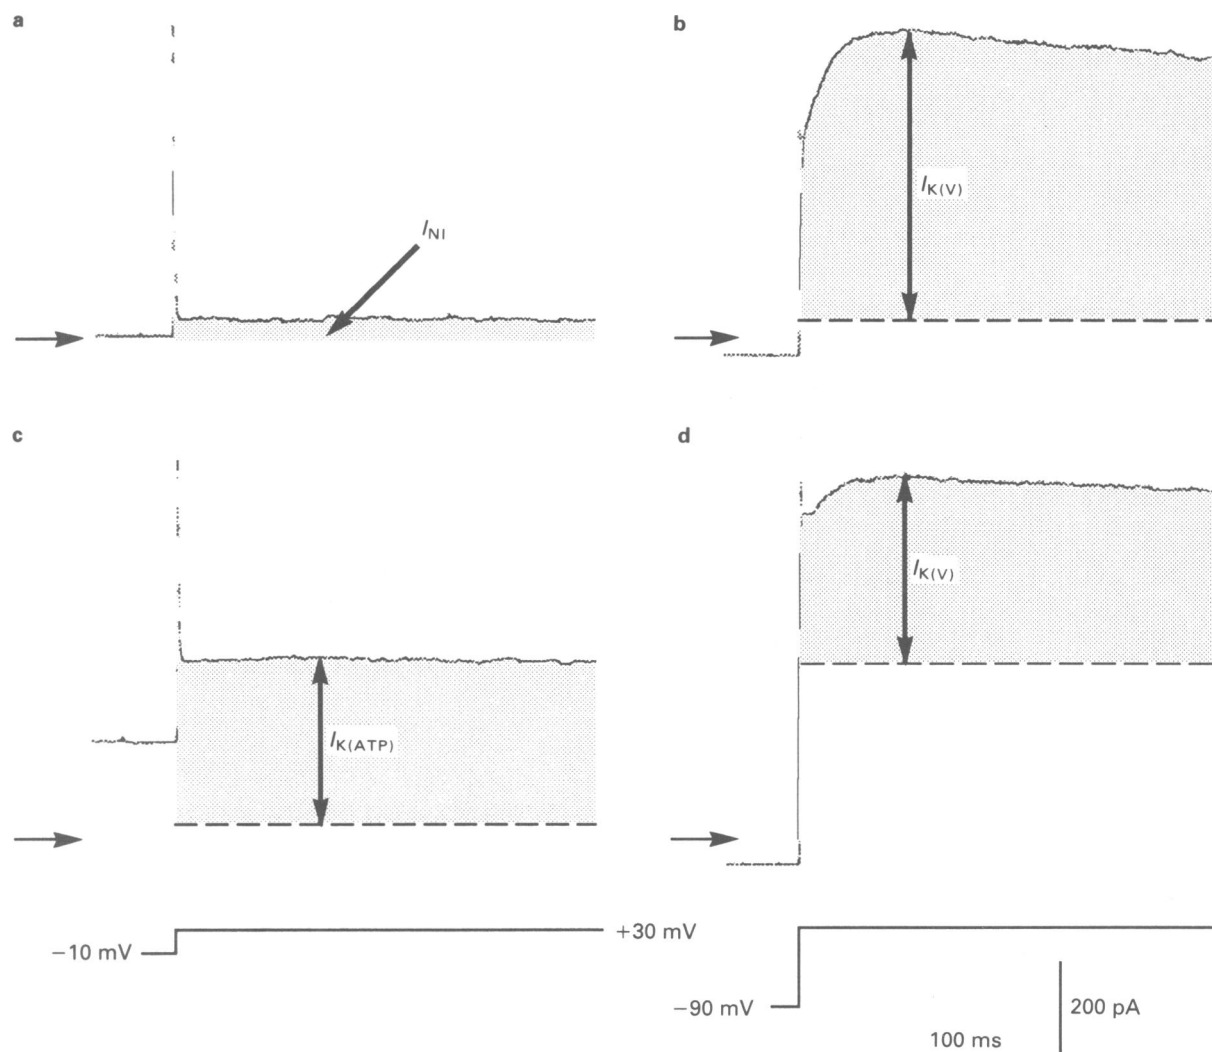 a
b
I_NI
I_K(V)
c
d
I_K(ATP)
I_K(V)
−10 mV
+30 mV
−90 mV
200 pA
100 ms